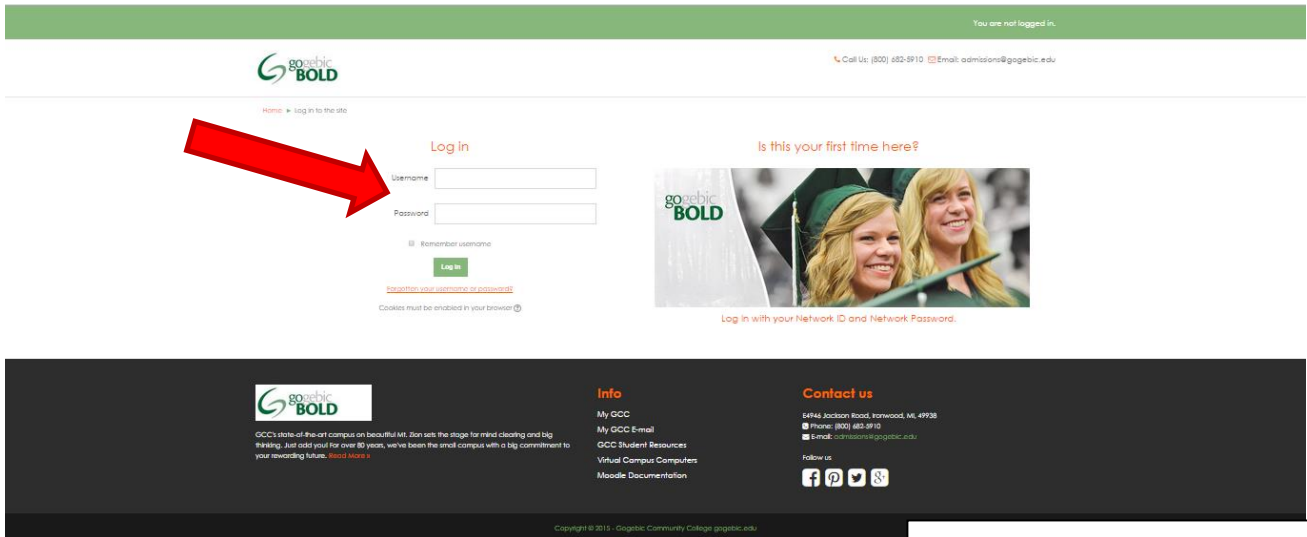 You are not logged in.
gogebic
BOLD
Call Us: (800) 682-5910 Email: admissions@gogebic.edu
Home ► Log in to the site
Log in
Username
Password
Remember username
Log in
Forgotten your username or password?
Cookies must be enabled in your browser
Is this your first time here?
gogebic
BOLD
Log in with your Network ID and Network Password.
gogebic
BOLD
GCC's state-of-the-art campus on beautiful Mt. Zion sets the stage for mind clearing and big
thinking. Just add you! For over 80 years, we've been the small campus with a big commitment to
your rewarding future. Read More »
Info
My GCC
My GCC E-mail
GCC Student Resources
Virtual Campus Computers
Moodle Documentation
Contact us
E4946 Jackson Road, Ironwood, MI, 49938
Phone: (800) 682-5910
E-mail: admissions@gogebic.edu
Follow us
Copyright © 2015 - Gogebic Community College gogebic.edu